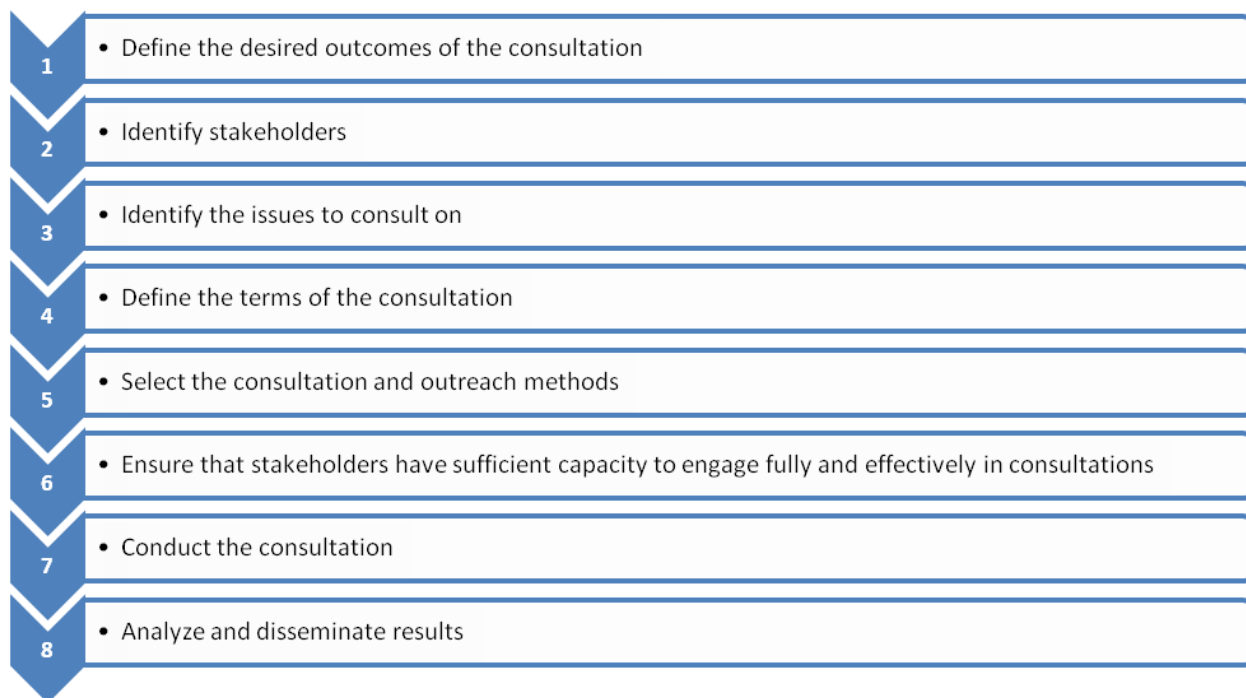 1
• Define the desired outcomes of the consultation
2
• Identify stakeholders
3
• Identify the issues to consult on
4
• Define the terms of the consultation
5
• Select the consultation and outreach methods
6
• Ensure that stakeholders have sufficient capacity to engage fully and effectively in consultations
7
• Conduct the consultation
8
• Analyze and disseminate results